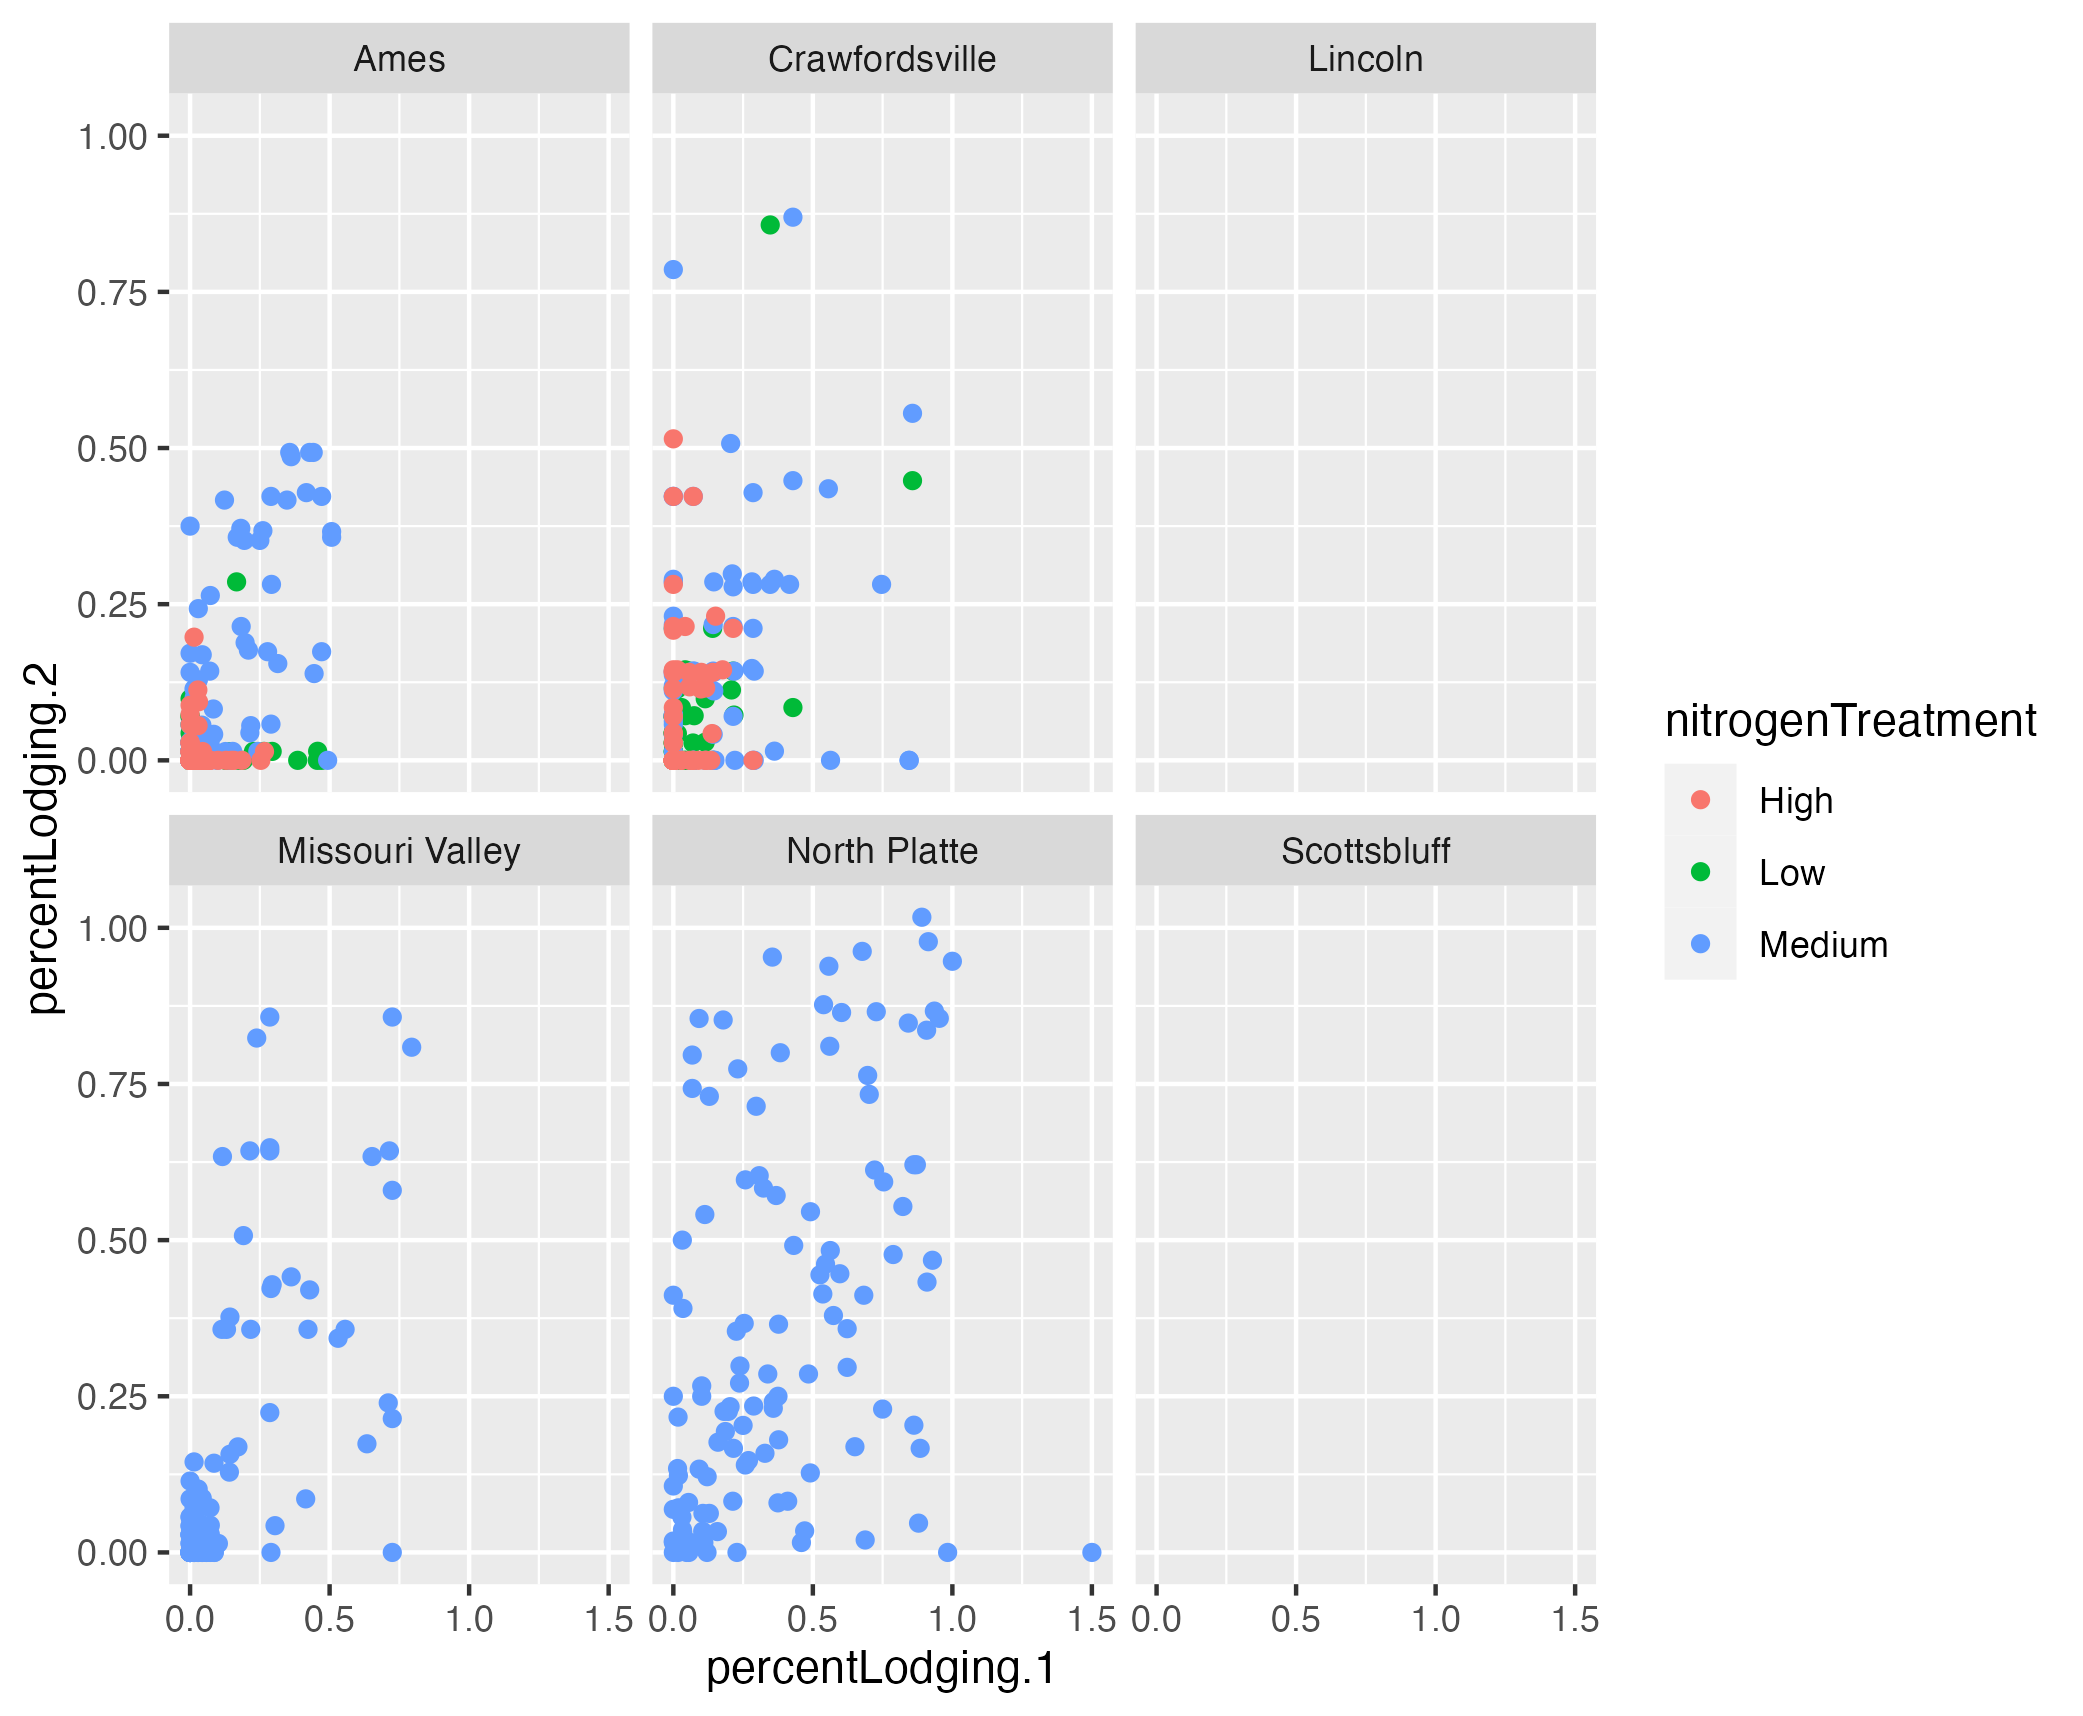 Ames Crawfordsville Lincoln
1.00
0.75
0.50
0.25
0.00
percentLodging.2
Missouri Valley North Platte Scottsbluff
1.00
0.75
0.50
0.25
0.00
0.0 0.5 1.0 1.5 0.0 0.5 1.0 1.5 0.0 0.5 1.0 1.5
percentLodging.1
nitrogenTreatment
High
Low
Medium